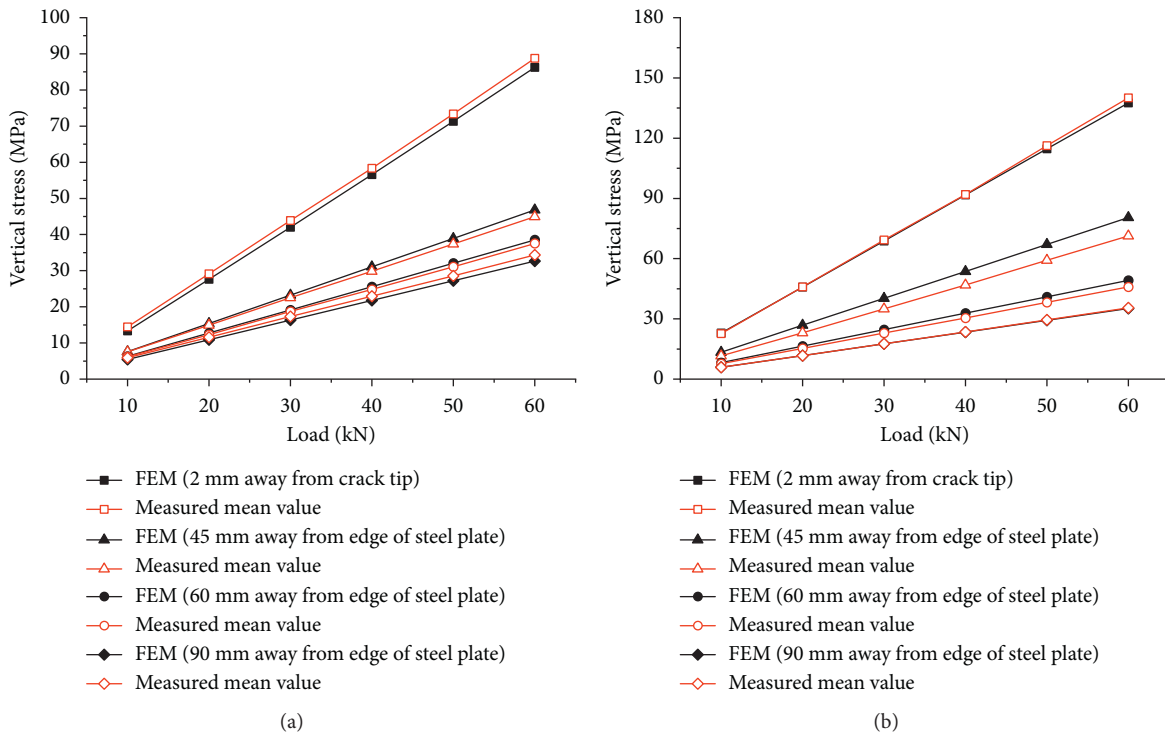 100
90
80
70
60
50
40
30
20
10
0
Vertical stress (MPa)
10 20 30 40 50 60
Load (kN)
FEM (2 mm away from crack tip)
Measured mean value
FEM (45 mm away from edge of steel plate)
Measured mean value
FEM (60 mm away from edge of steel plate)
Measured mean value
FEM (90 mm away from edge of steel plate)
Measured mean value
(a)
180
150
120
90
60
30
0
Vertical stress (MPa)
10 20 30 40 50 60
Load (kN)
FEM (2 mm away from crack tip)
Measured mean value
FEM (45 mm away from edge of steel plate)
Measured mean value
FEM (60 mm away from edge of steel plate)
Measured mean value
FEM (90 mm away from edge of steel plate)
Measured mean value
(b)